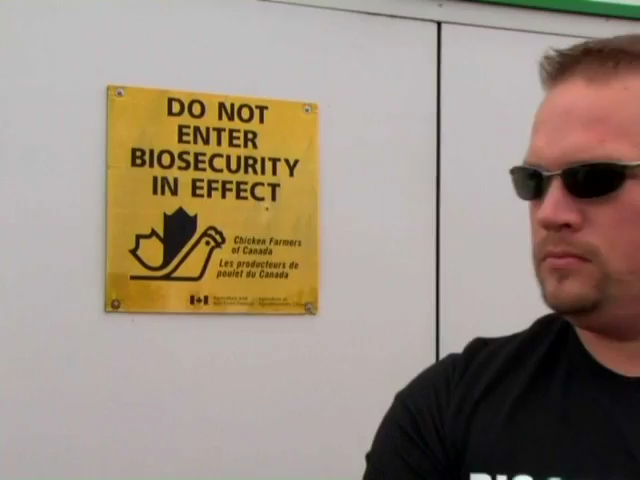 DO NOT
ENTER
BIOSECURITY
IN EFFECT
Chicken Farmers
of Canada
Les producteurs de
poulet du Canada